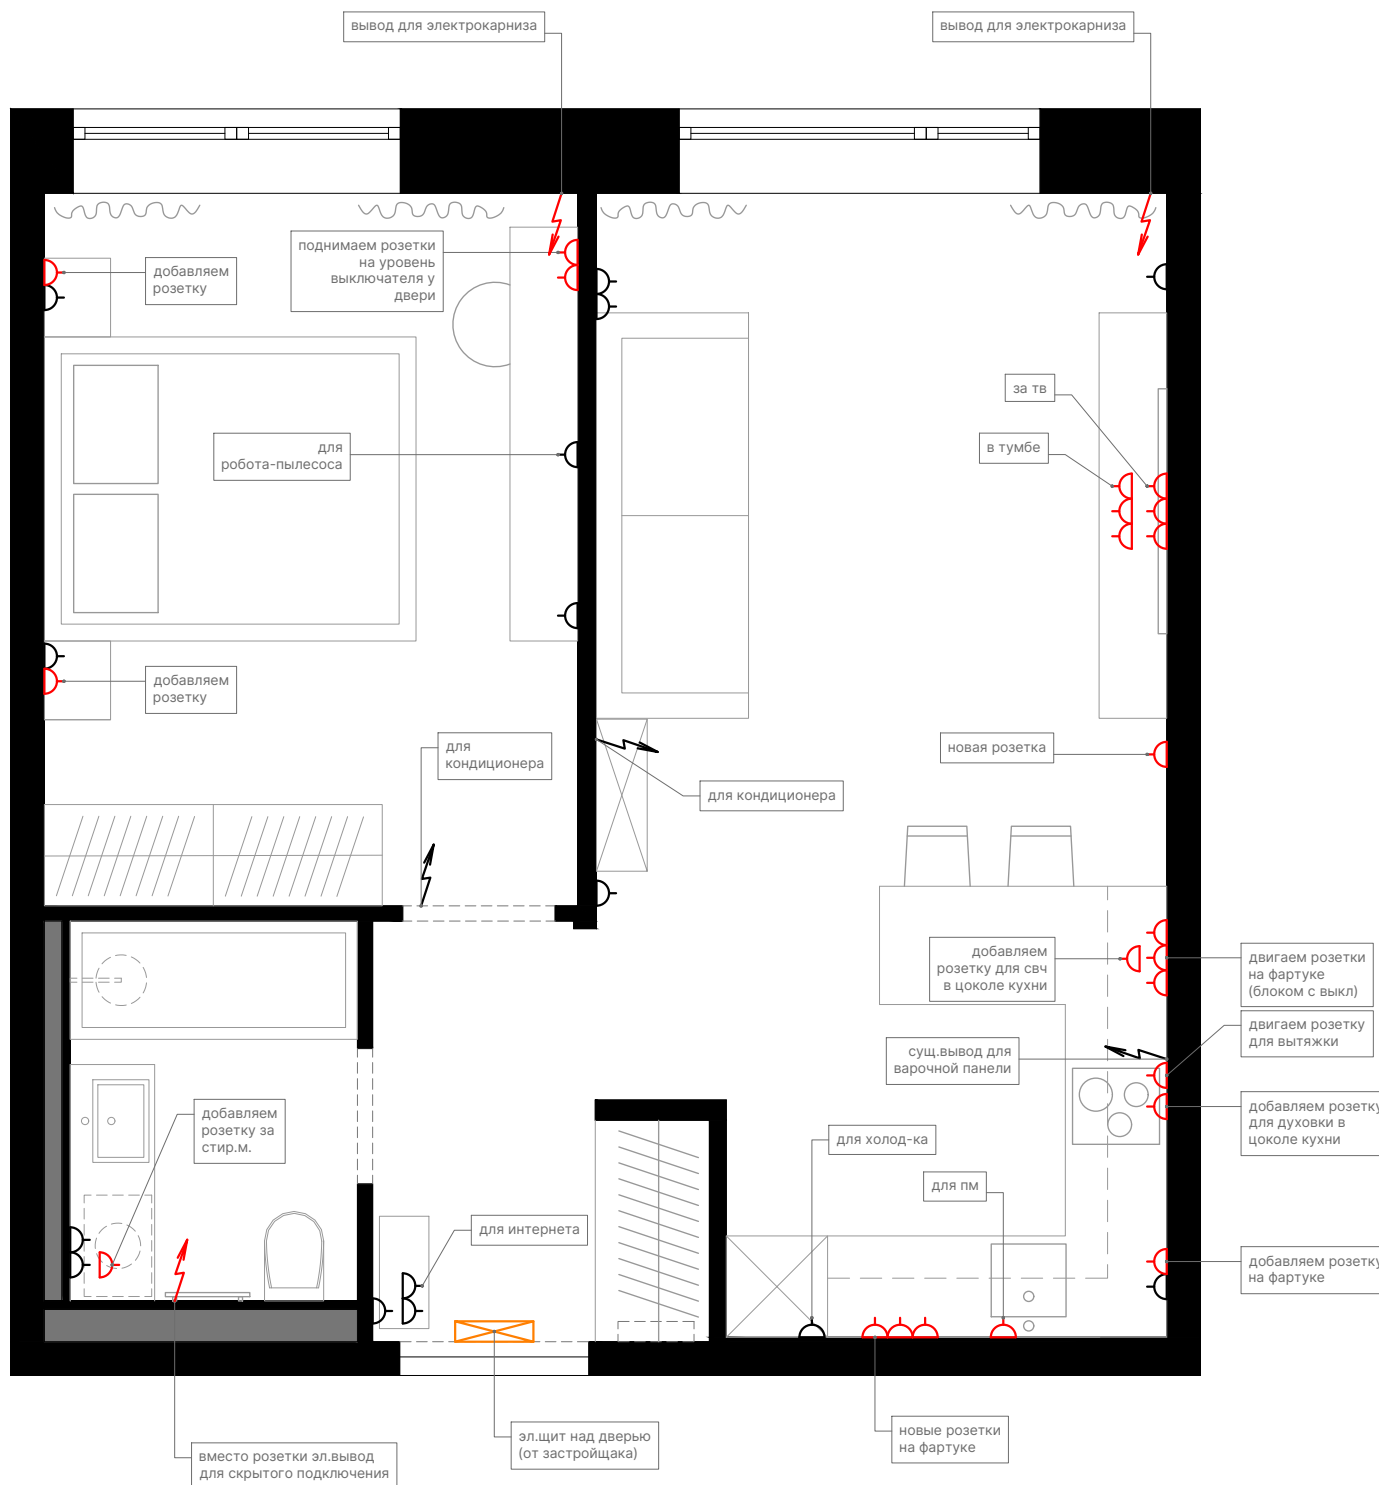 вывод для электрокарниза
вывод для электрокарниза
поднимаем розетки
на уровень
выключателя у
двери
добавляем
розетку
за тв
для
робота-пылесоса
в тумбе
добавляем
розетку
для
кондиционера
новая розетка
для кондиционера
добавляем
розетку для свч
в цоколе кухни
двигаем розетки
на фартуке
(блоком с выкл)
двигаем розетку
для вытяжки
сущ.вывод для
варочной панели
добавляем розетку
для духовки в
цоколе кухни
добавляем
розетку за
стир.м.
для холод-ка
для пм
для интернета
добавляем розетку
на фартуке
новые розетки
на фартуке
эл.щит над дверью
(от застройщака)
вместо розетки эл.вывод
для скрытого подключения